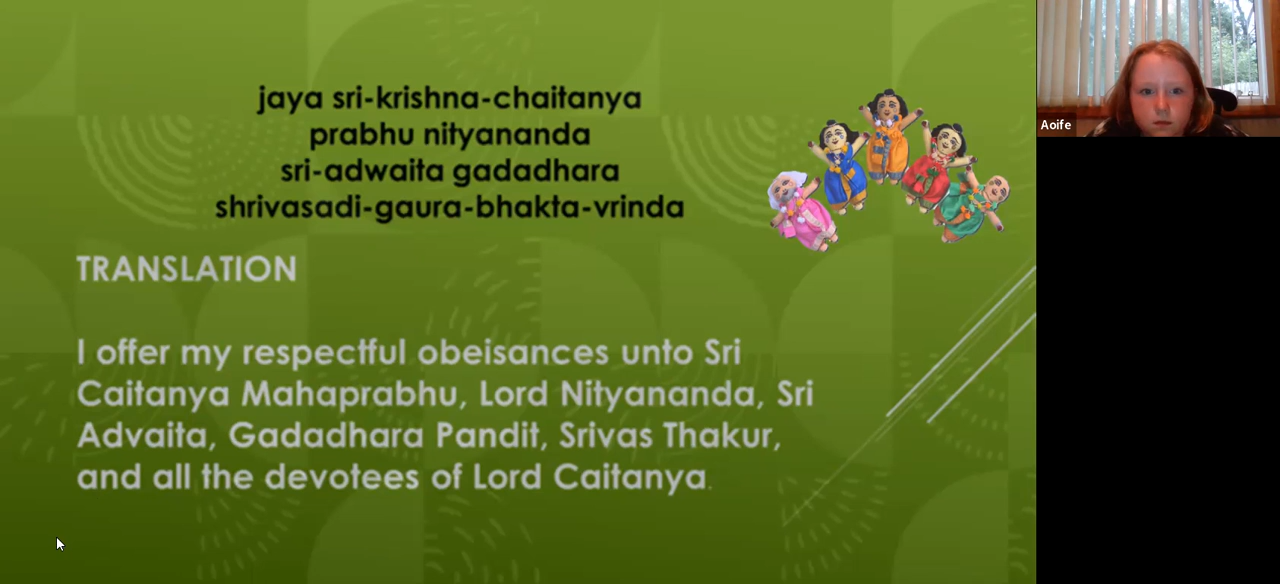 jaya sri-krishna-chaitanya
prabhu nityananda
sri-adwaita gadadhara
shrivasadi-gaura-bhakta-vrinda
TRANSLATION
I offer my respectful obeisances unto Sri
Caitanya Mahaprabhu, Lord Nityananda, Sri
Advaita, Gadadhara Pandit, Srivas Thakur,
and all the devotees of Lord Caitanya.
Aoife